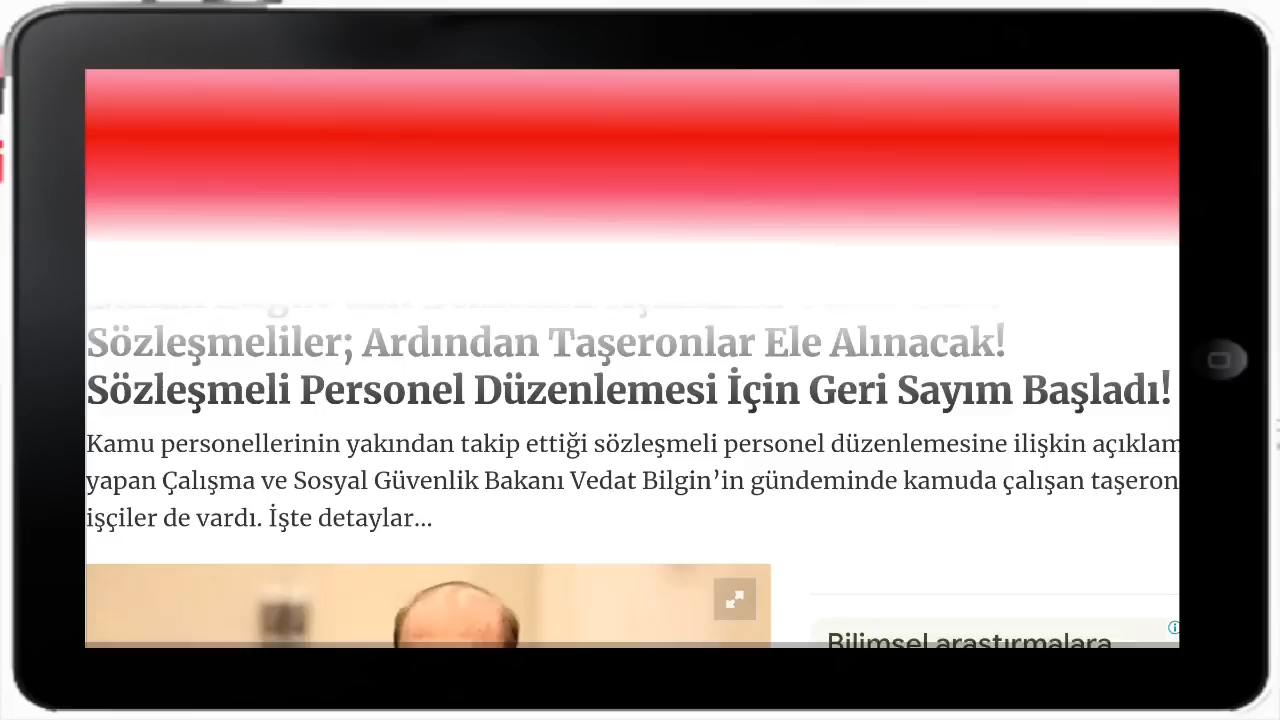 Sözleşmeliler; Ardından Taşeronlar Ele Alınacak!
Sözleşmeli Personel Düzenlemesi İçin Geri Sayım Başladı!
Kamu personellerinin yakından takip ettiği sözleşmeli personel düzenlemesine ilişkin açıklam
yapan Çalışma ve Sosyal Güvenlik Bakanı Vedat Bilgin’in gündeminde kamuda çalışan taşeron
işçiler de vardı. İşte detaylar...
Bilimsel araştırmalara